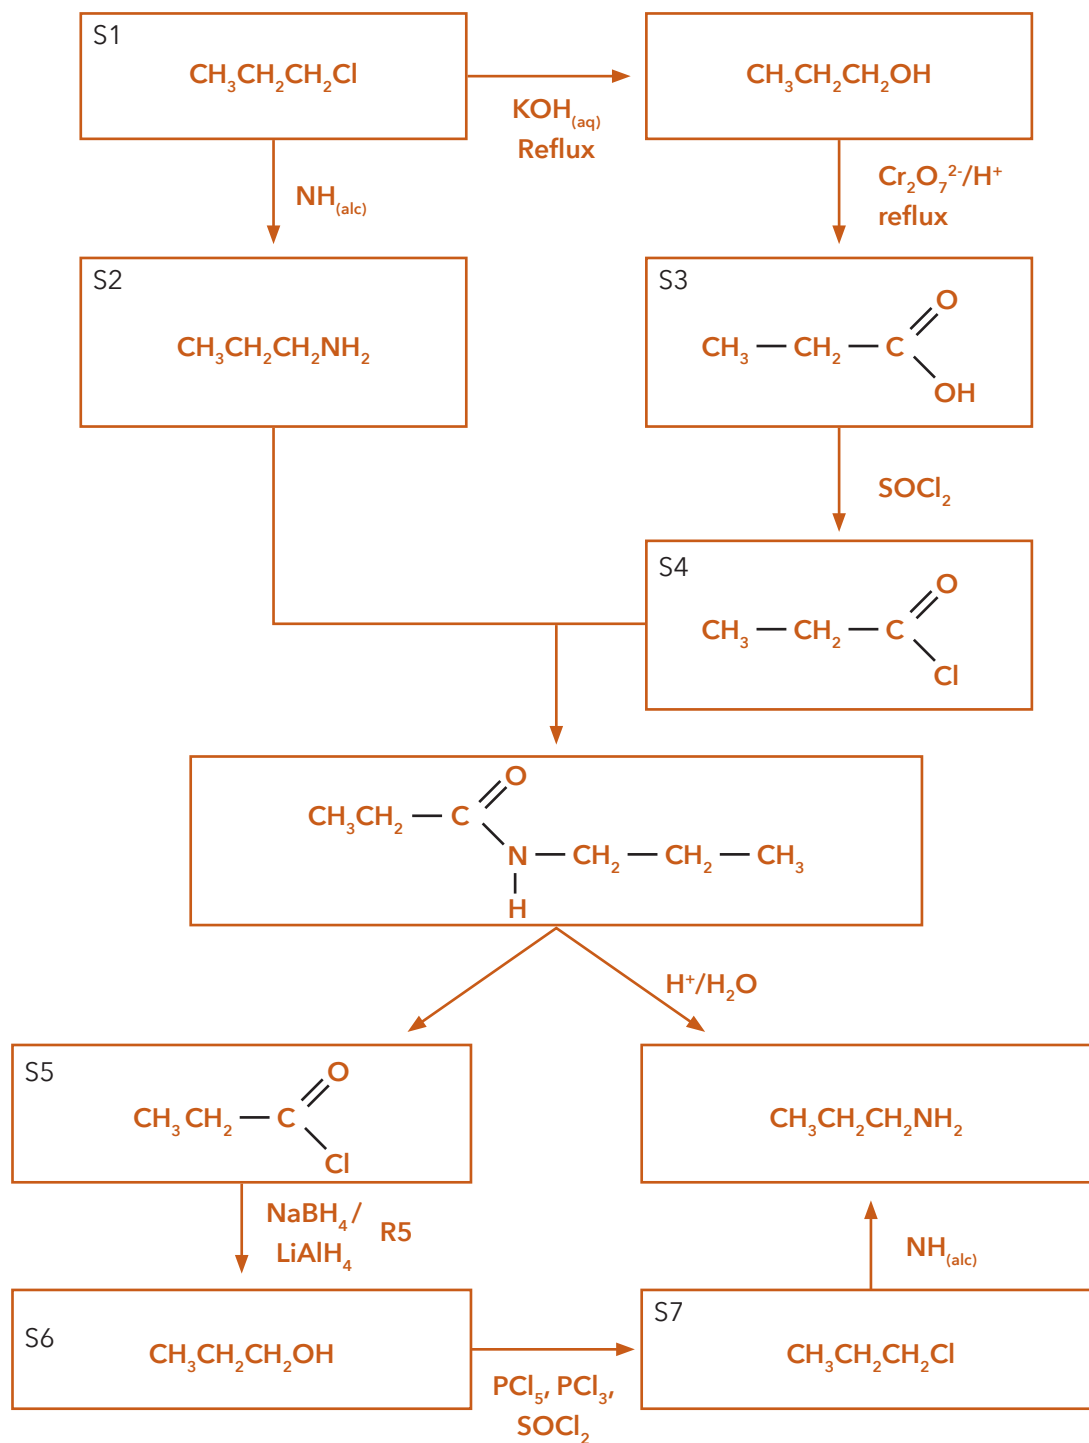 S1
CH₃CH₂CH₂Cl
KOH(aq)
Reflux
CH₃CH₂CH₂OH
NH(alc)
Cr₂O₇²⁻/H⁺
reflux
S2
CH₃CH₂CH₂NH₂
S3
O
CH₃ — CH₂ — C
OH
SOCl₂
S4
O
CH₃ — CH₂ — C
Cl
O
CH₃CH₂ — C
N — CH₂ — CH₂ — CH₃
H
H⁺/H₂O
S5
O
CH₃CH₂ — C
Cl
CH₃CH₂CH₂NH₂
NaBH₄/
LiAlH₄
R5
NH(alc)
S6
CH₃CH₂CH₂OH
PCl₅, PCl₃,
SOCl₂
S7
CH₃CH₂CH₂Cl